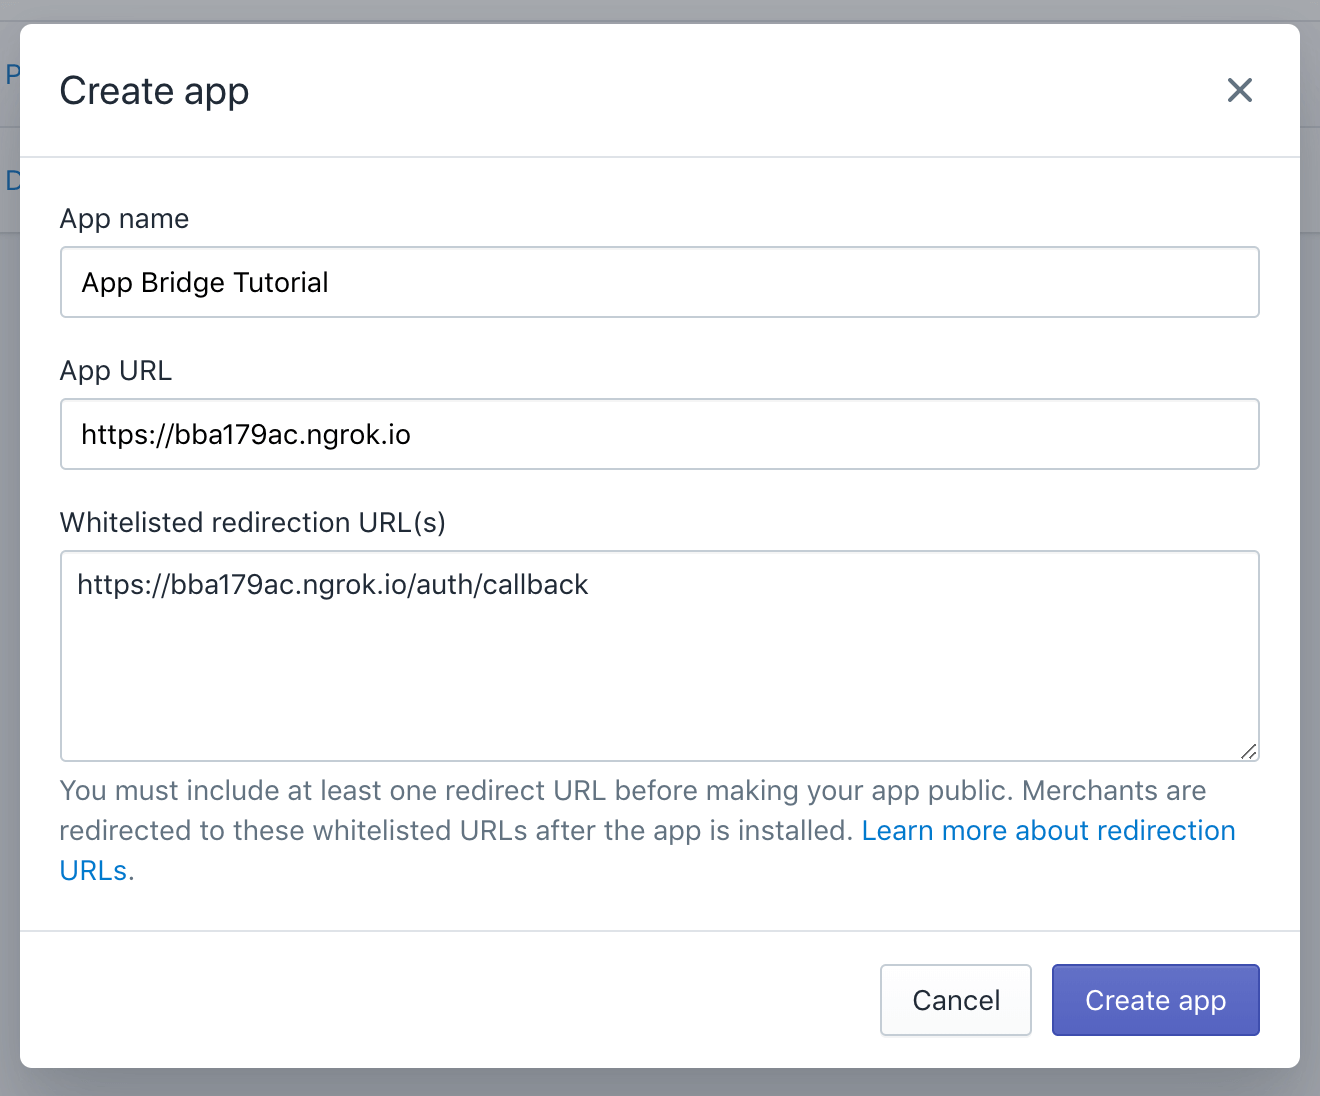 Create app
App name
App Bridge Tutorial
App URL
https://bba179ac.ngrok.io
Whitelisted redirection URL(s)
https://bba179ac.ngrok.io/auth/callback
You must include at least one redirect URL before making your app public. Merchants are
redirected to these whitelisted URLs after the app is installed. Learn more about redirection
URLs.
Cancel
Create app